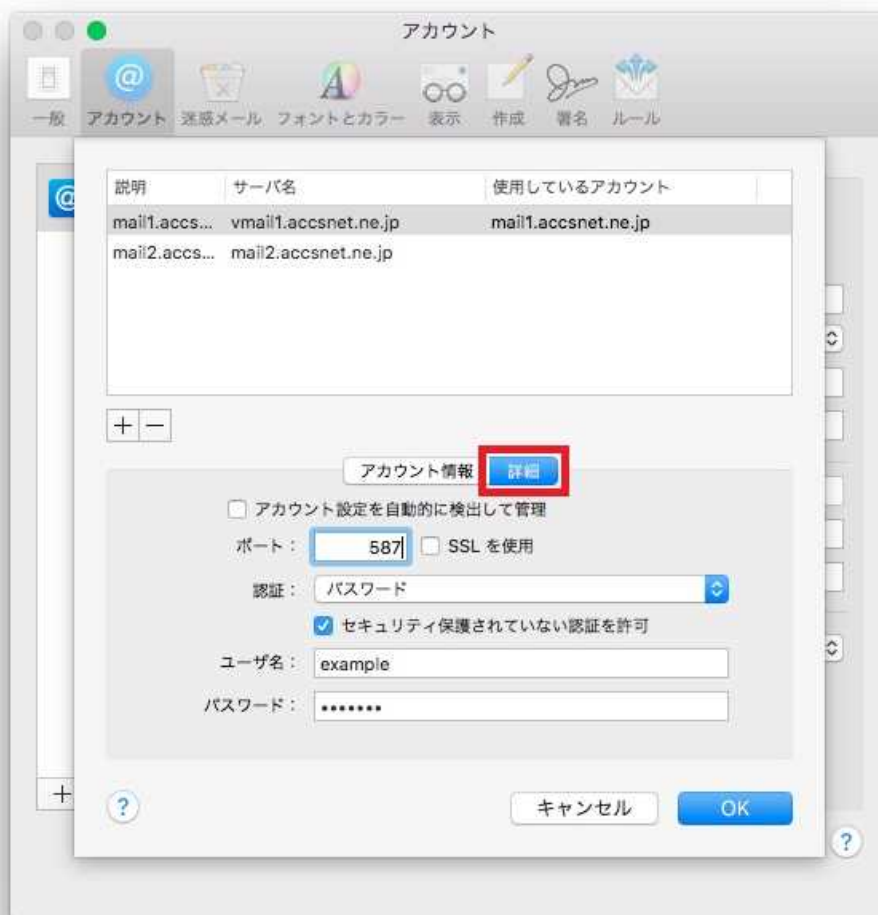 アカウント
一般 アカウント 迷惑メール フォントとカラー 表示 作成 署名 ルール
説明 サーバ名 使用しているアカウント
mail1.accs... vmail1.accsnet.ne.jp mail1.accsnet.ne.jp
mail2.accs... mail2.accsnet.ne.jp
アカウント情報 詳細
アカウント設定を自動的に検出して管理
ポート： 587 SSL を使用
認証： パスワード
セキュリティ保護されていない認証を許可
ユーザ名： example
パスワード： •••••••
? キャンセル OK
?